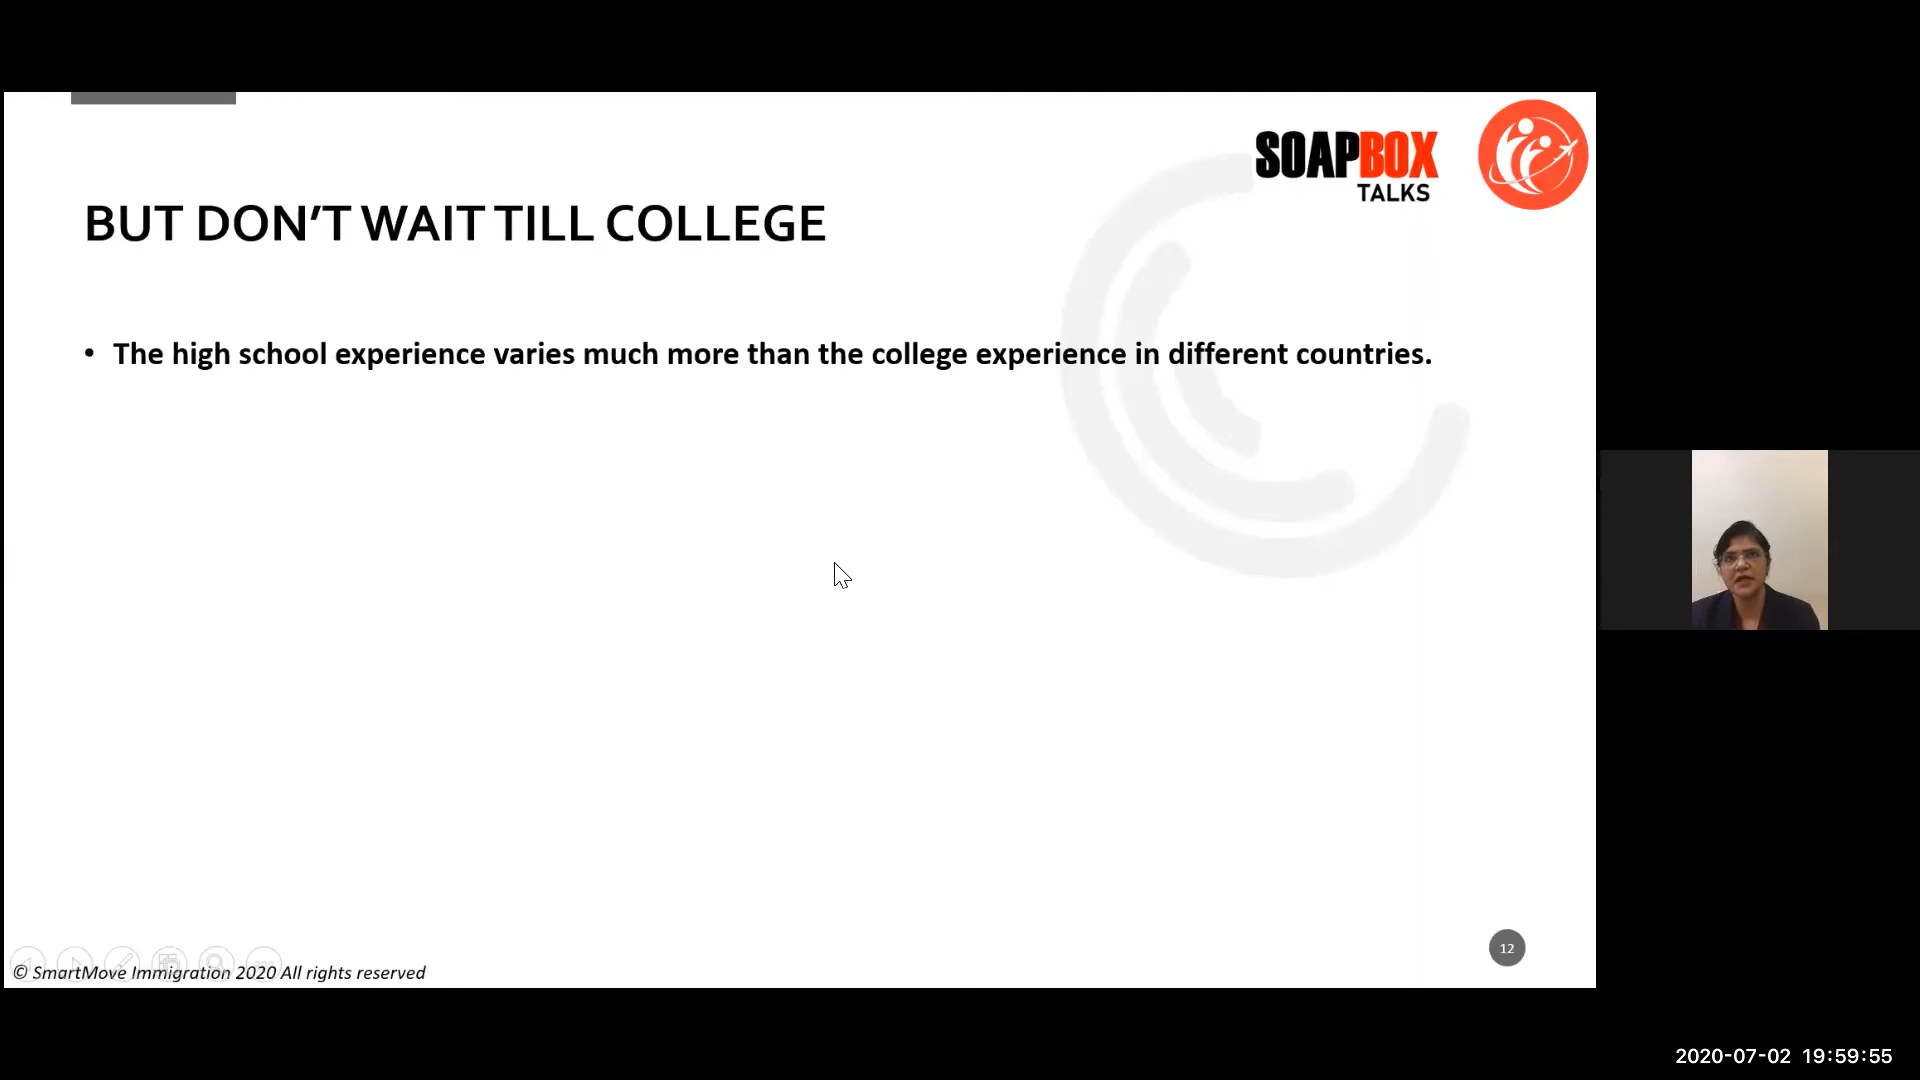 SOAPBOX
TALKS
BUT DON’T WAIT TILL COLLEGE
• The high school experience varies much more than the college experience in different countries.
12
© SmartMove Immigration 2020 All rights reserved
2020-07-02 19:59:55